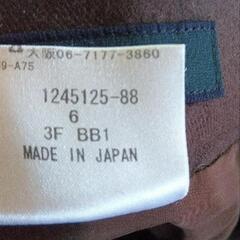 大阪06-7177-3860
9-A75
1245125-88
6
3F BB1
MADE IN JAPAN